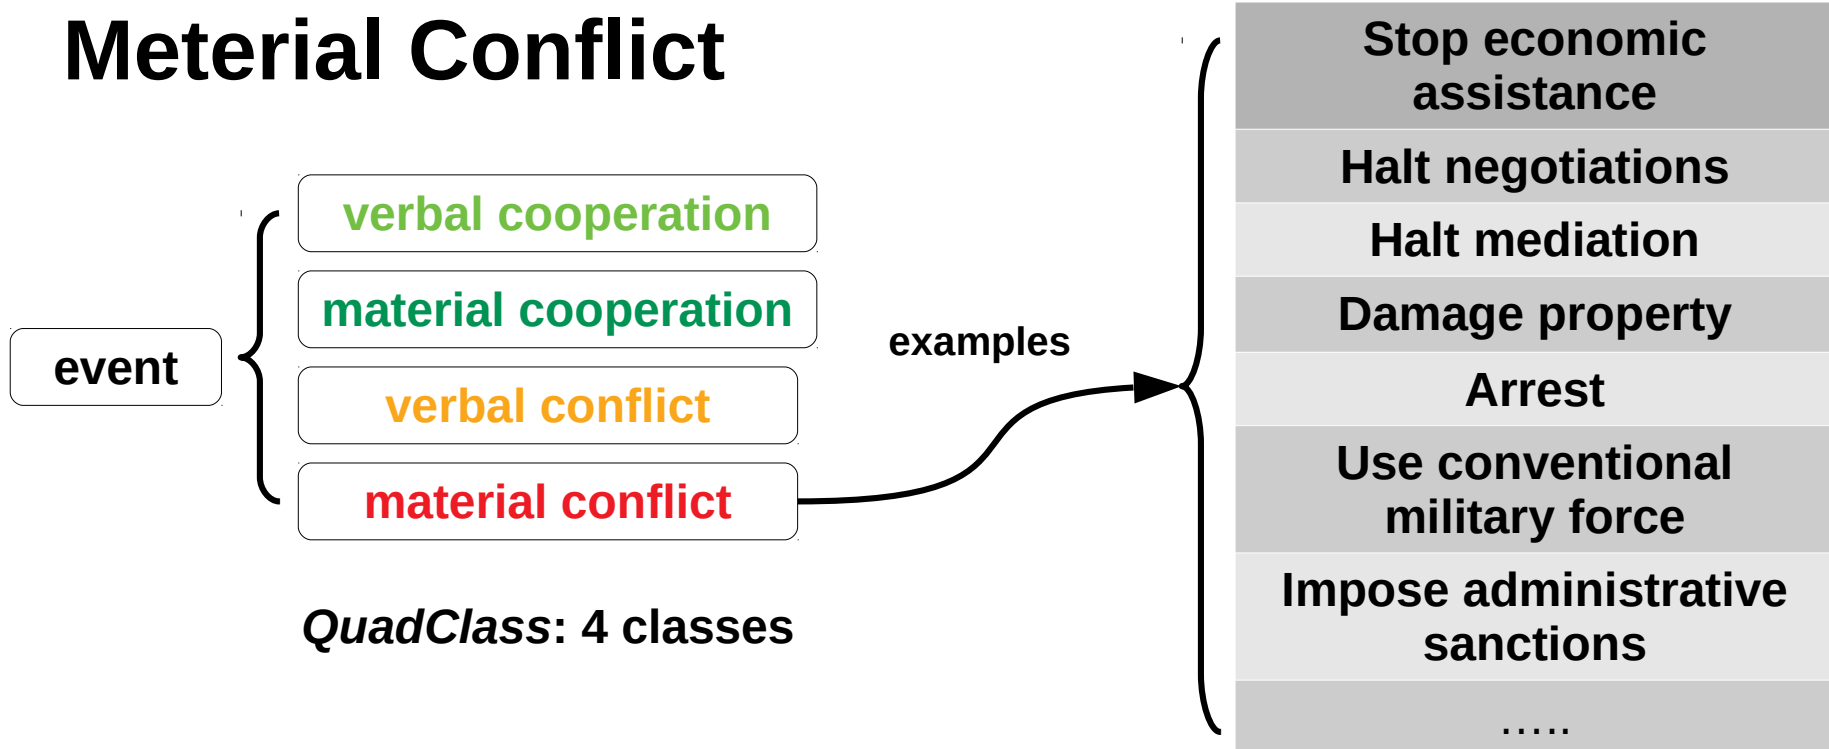 Meterial Conflict
event
verbal cooperation
material cooperation
verbal conflict
material conflict
QuadClass: 4 classes
examples
Stop economic
assistance
Halt negotiations
Halt mediation
Damage property
Arrest
Use conventional
military force
Impose administrative
sanctions
…..